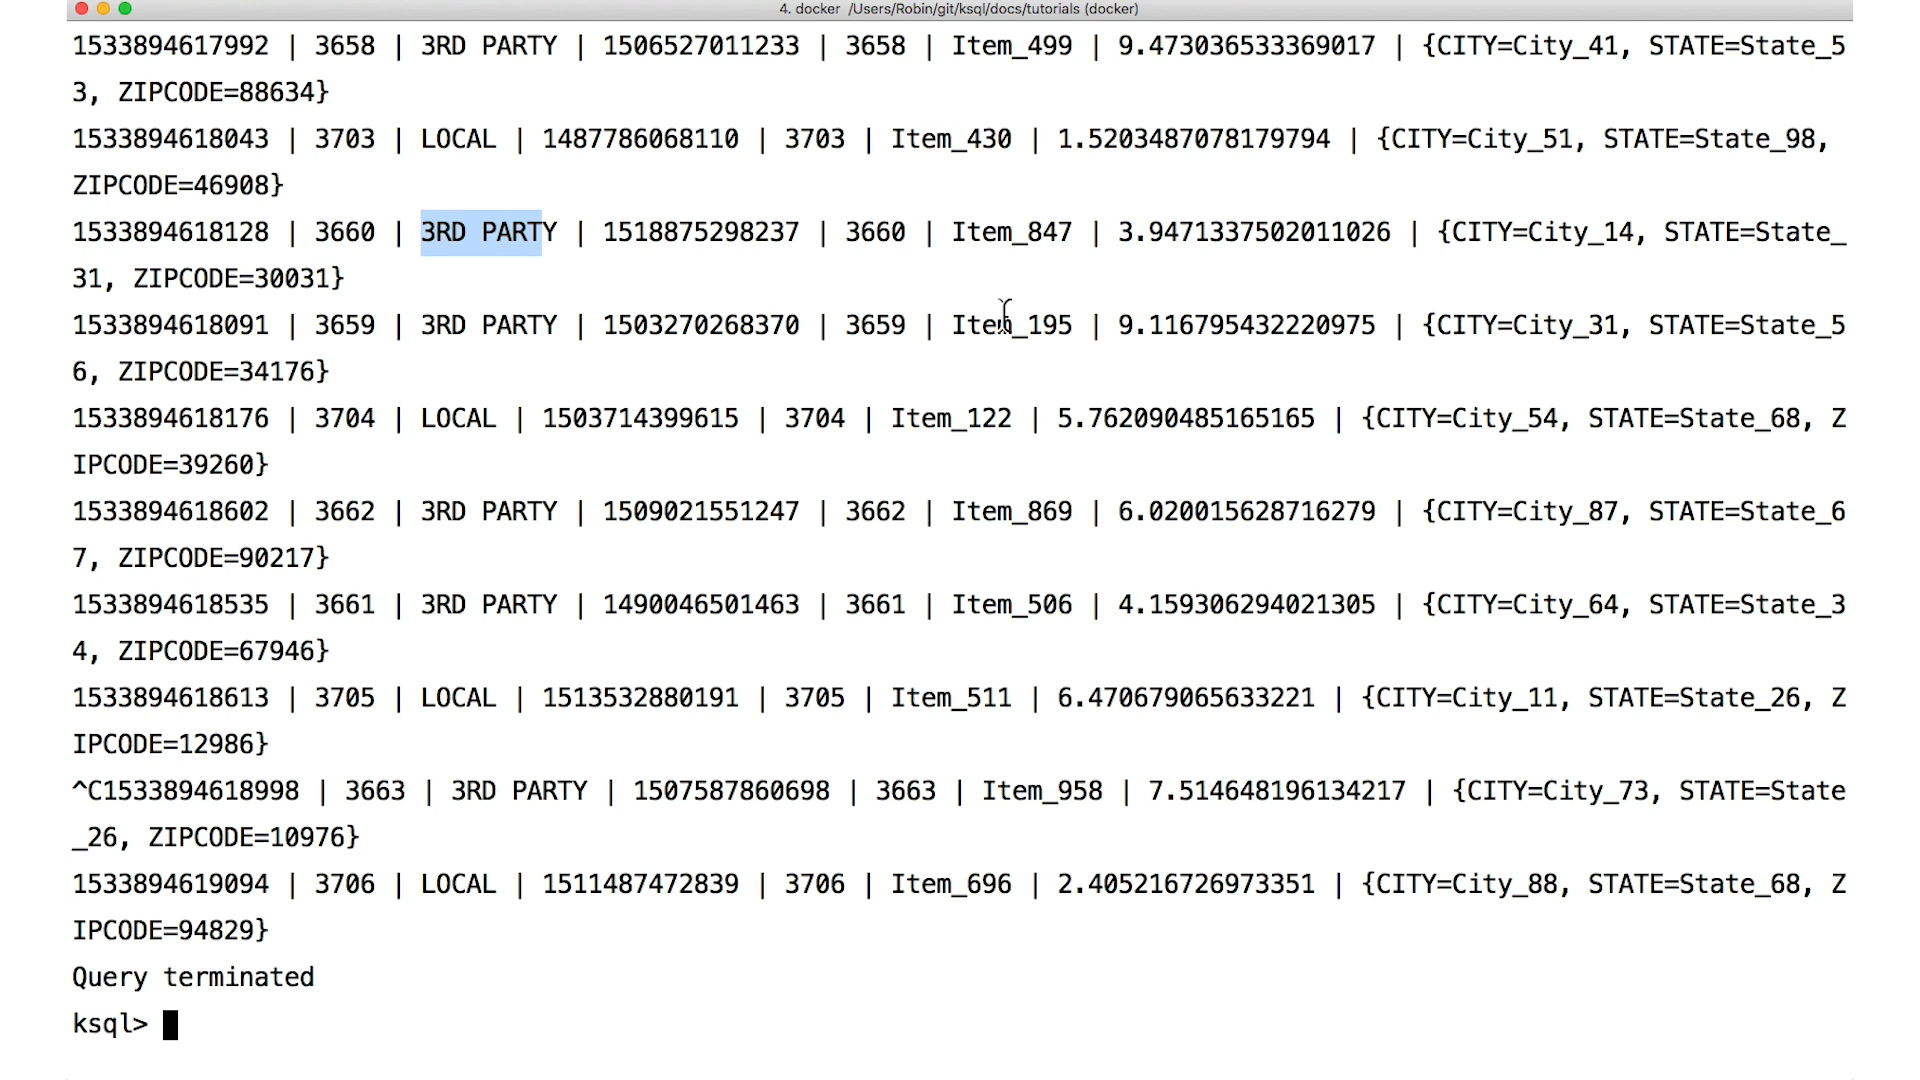 4. docker /Users/Robin/git/ksql/docs/tutorials (docker)
1533894617992 | 3658 | 3RD PARTY | 1506527011233 | 3658 | Item_499 | 9.473036533369017 | {CITY=City_41, STATE=State_5
3, ZIPCODE=88634}
1533894618043 | 3703 | LOCAL | 1487786068110 | 3703 | Item_430 | 1.5203487078179794 | {CITY=City_51, STATE=State_98,
ZIPCODE=46908}
1533894618128 | 3660 | 3RD PARTY | 1518875298237 | 3660 | Item_847 | 3.9471337502011026 | {CITY=City_14, STATE=State_
31, ZIPCODE=30031}
1533894618091 | 3659 | 3RD PARTY | 1503270268370 | 3659 | Item_195 | 9.116795432220975 | {CITY=City_31, STATE=State_5
6, ZIPCODE=34176}
1533894618176 | 3704 | LOCAL | 1503714399615 | 3704 | Item_122 | 5.762090485165165 | {CITY=City_54, STATE=State_68, Z
IPCODE=39260}
1533894618602 | 3662 | 3RD PARTY | 1509021551247 | 3662 | Item_869 | 6.020015628716279 | {CITY=City_87, STATE=State_6
7, ZIPCODE=90217}
1533894618535 | 3661 | 3RD PARTY | 1490046501463 | 3661 | Item_506 | 4.159306294021305 | {CITY=City_64, STATE=State_3
4, ZIPCODE=67946}
1533894618613 | 3705 | LOCAL | 1513532880191 | 3705 | Item_511 | 6.470679065633221 | {CITY=City_11, STATE=State_26, Z
IPCODE=12986}
^C1533894618998 | 3663 | 3RD PARTY | 1507587860698 | 3663 | Item_958 | 7.514648196134217 | {CITY=City_73, STATE=State
_26, ZIPCODE=10976}
1533894619094 | 3706 | LOCAL | 1511487472839 | 3706 | Item_696 | 2.405216726973351 | {CITY=City_88, STATE=State_68, Z
IPCODE=94829}
Query terminated
ksql>